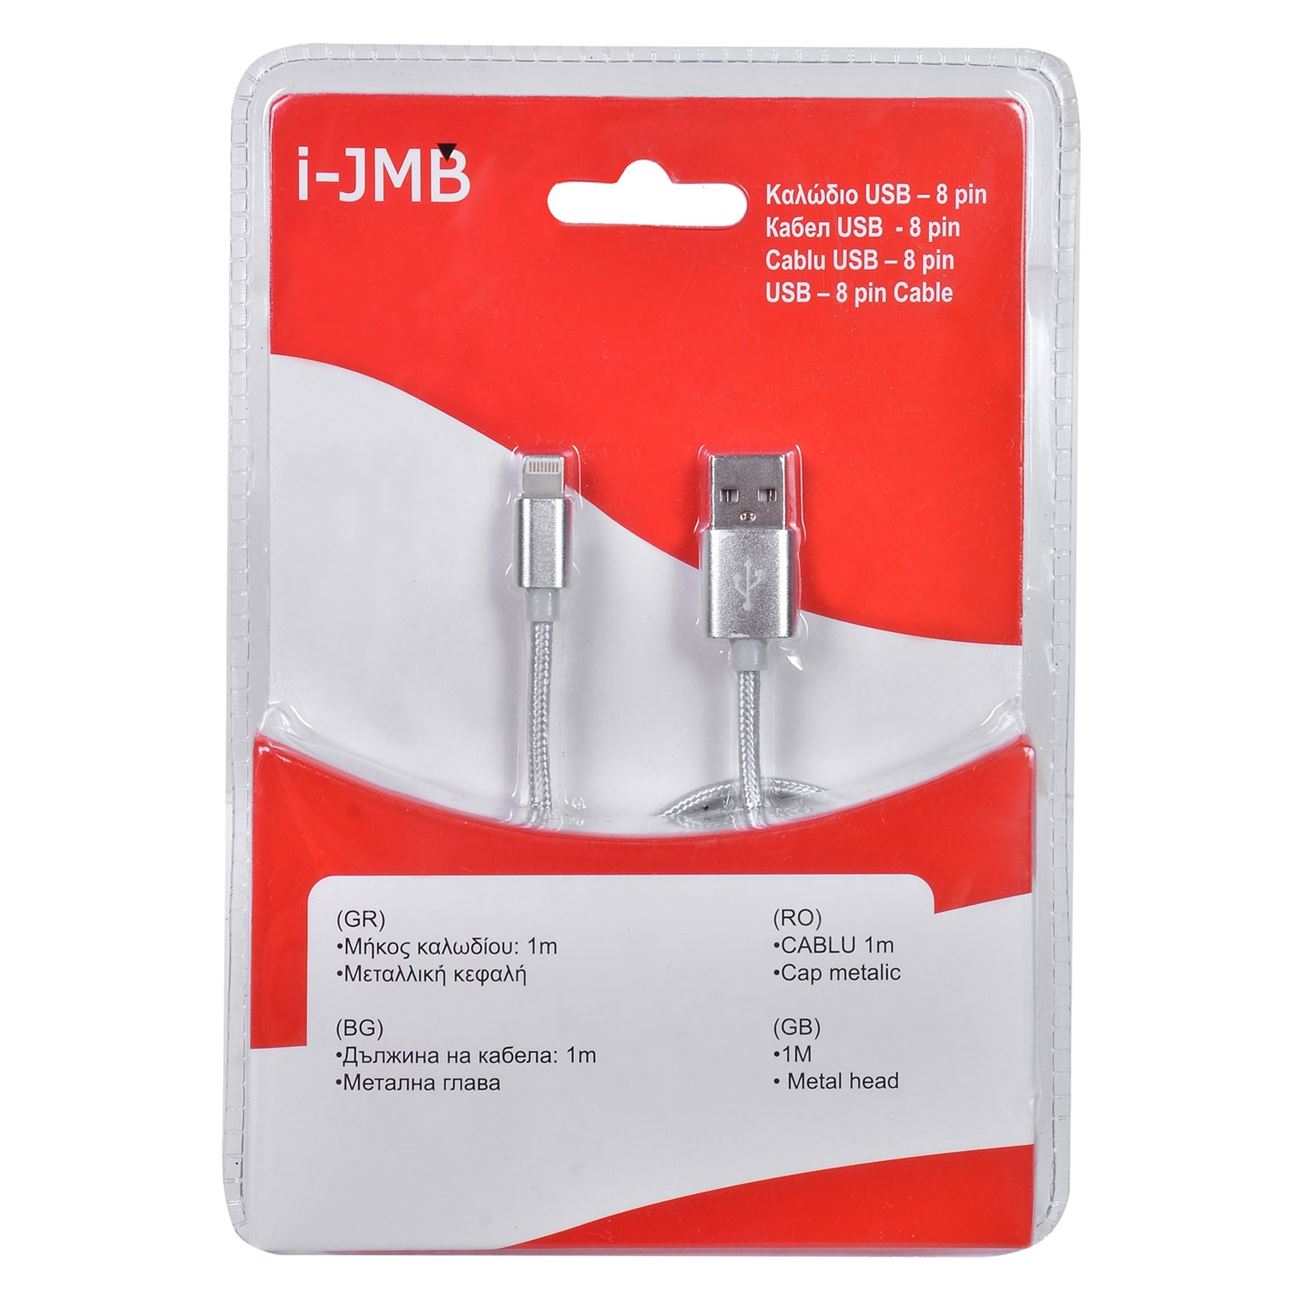 i-JMB
Καλώδιο USB – 8 pin
Кабел USB - 8 pin
Cablu USB – 8 pin
USB – 8 pin Cable
(GR)
•Μήκος καλωδίου: 1m
•Μεταλλική κεφαλή
(BG)
•Дължина на кабела: 1m
•Метална глава
(RO)
•CABLU 1m
•Cap metalic
(GB)
•1M
• Metal head